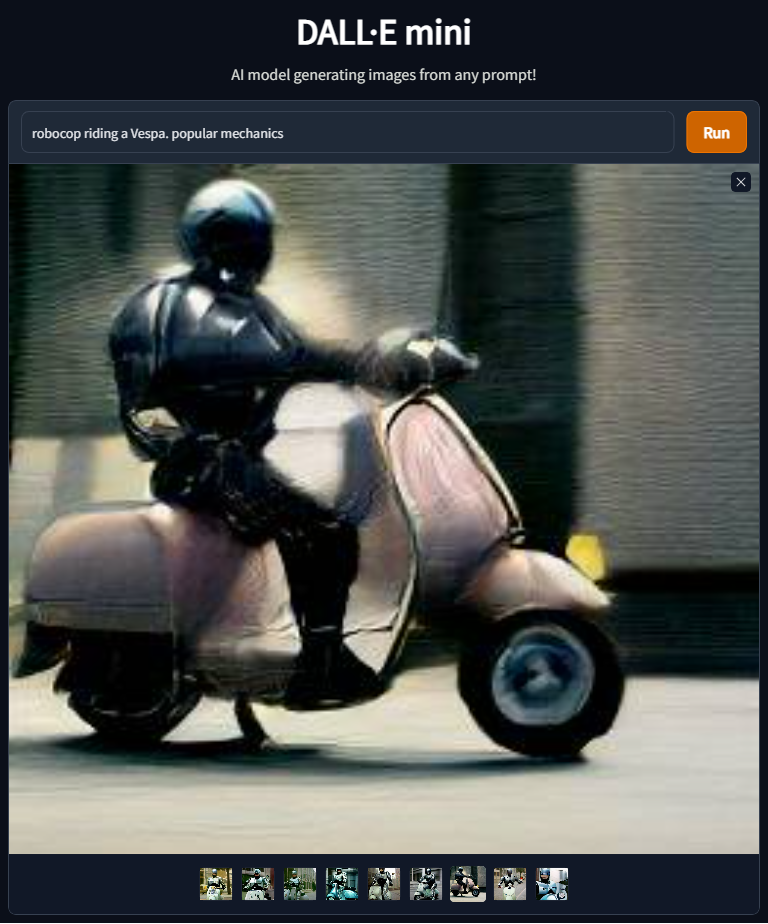 DALL·E mini
AI model generating images from any prompt!
robocop riding a Vespa. popular mechanics
Run